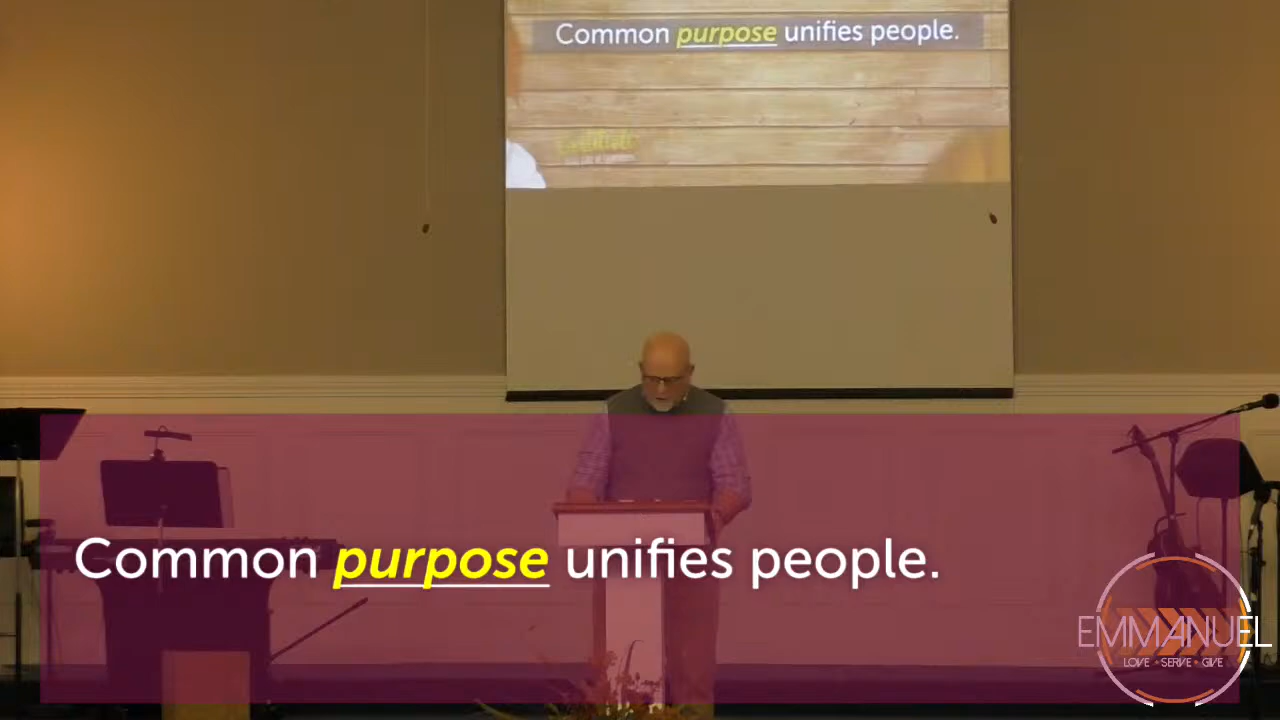 Common purpose unifies people.
Common purpose unifies people.
EMMANUEL
LOVE • SERVE • GIVE